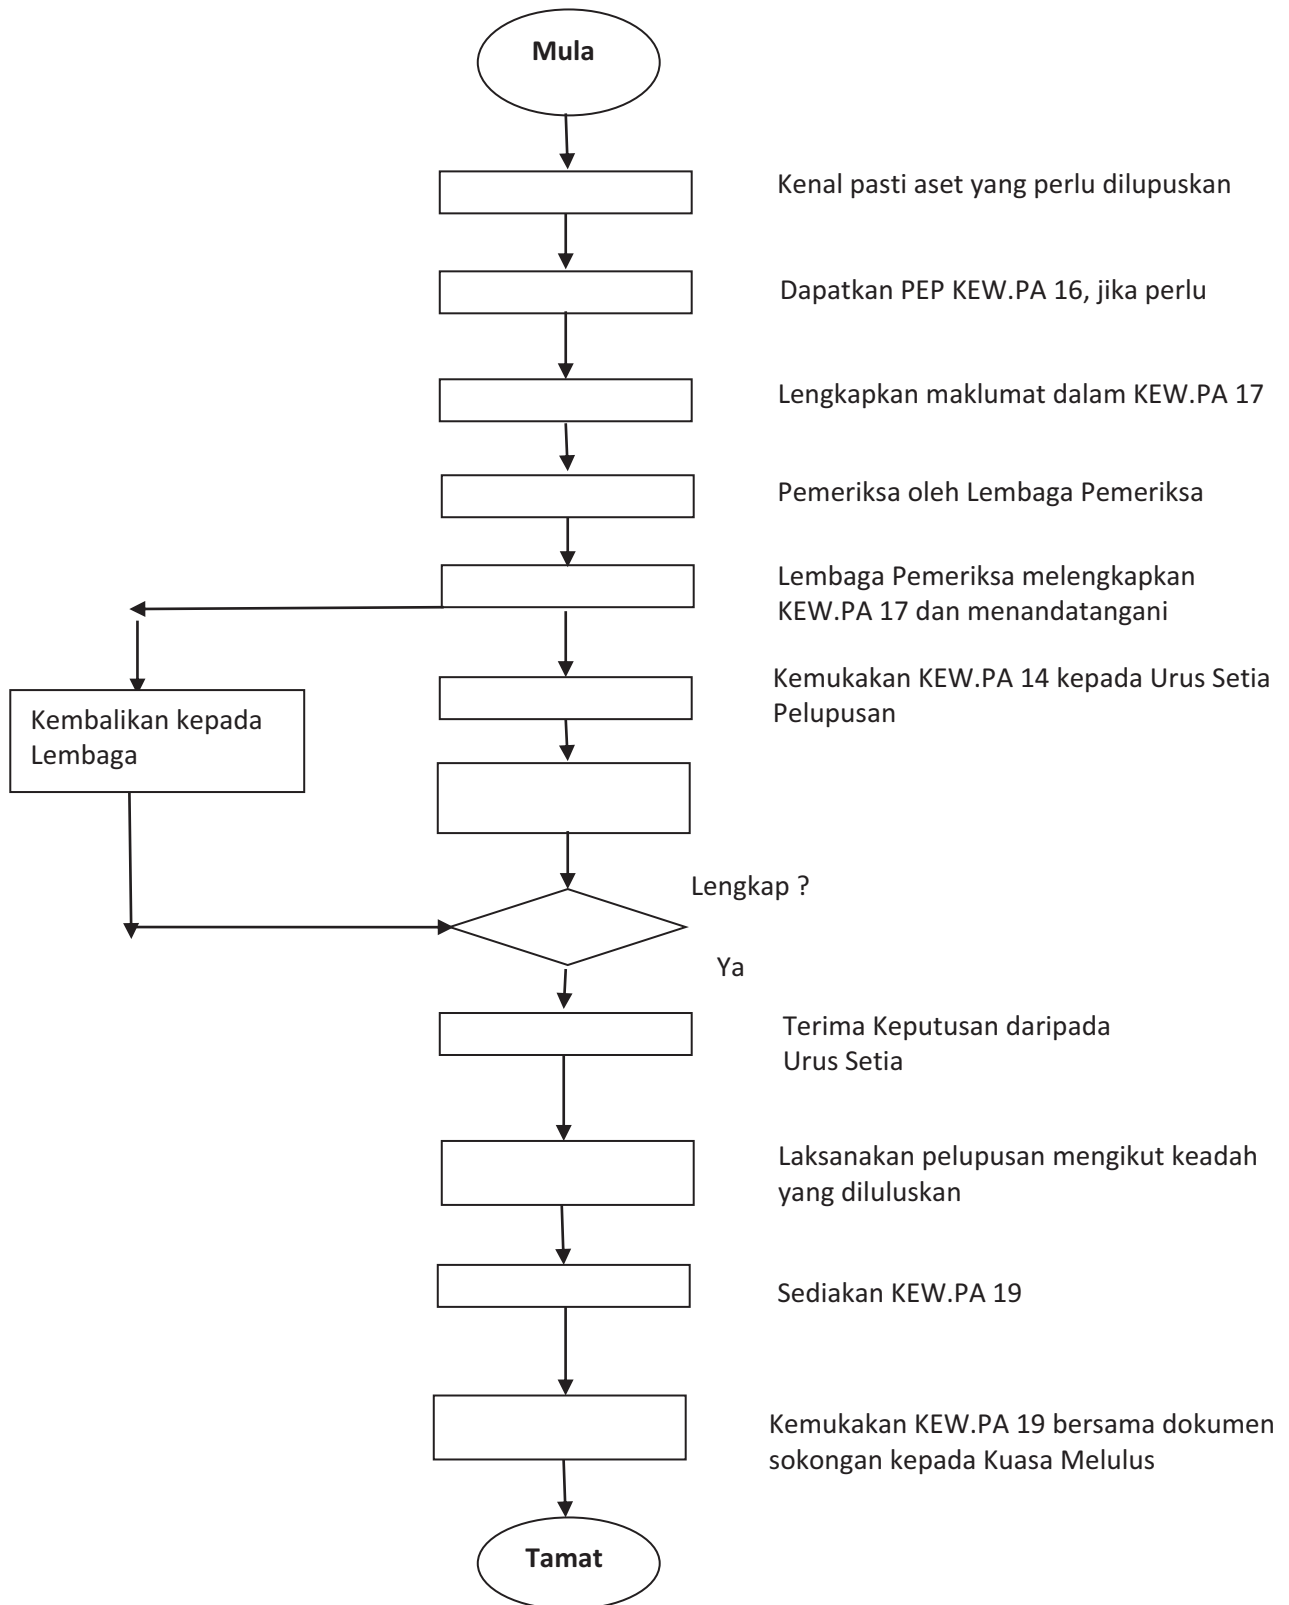 Mula
Kenal pasti aset yang perlu dilupuskan
Dapatkan PEP KEW.PA 16, jika perlu
Lengkapkan maklumat dalam KEW.PA 17
Pemeriksa oleh Lembaga Pemeriksa
Lembaga Pemeriksa melengkapkan
KEW.PA 17 dan menandatangani
Kemukakan KEW.PA 14 kepada Urus Setia
Pelupusan
Kembalikan kepada
Lembaga
Lengkap ?
Ya
Terima Keputusan daripada
Urus Setia
Laksanakan pelupusan mengikut keadah
yang diluluskan
Sediakan KEW.PA 19
Kemukakan KEW.PA 19 bersama dokumen
sokongan kepada Kuasa Melulus
Tamat